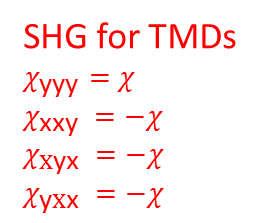 SHG for TMDs
χyyy = χ
χxxy = −χ
χxyx = −χ
χyxx = −χ